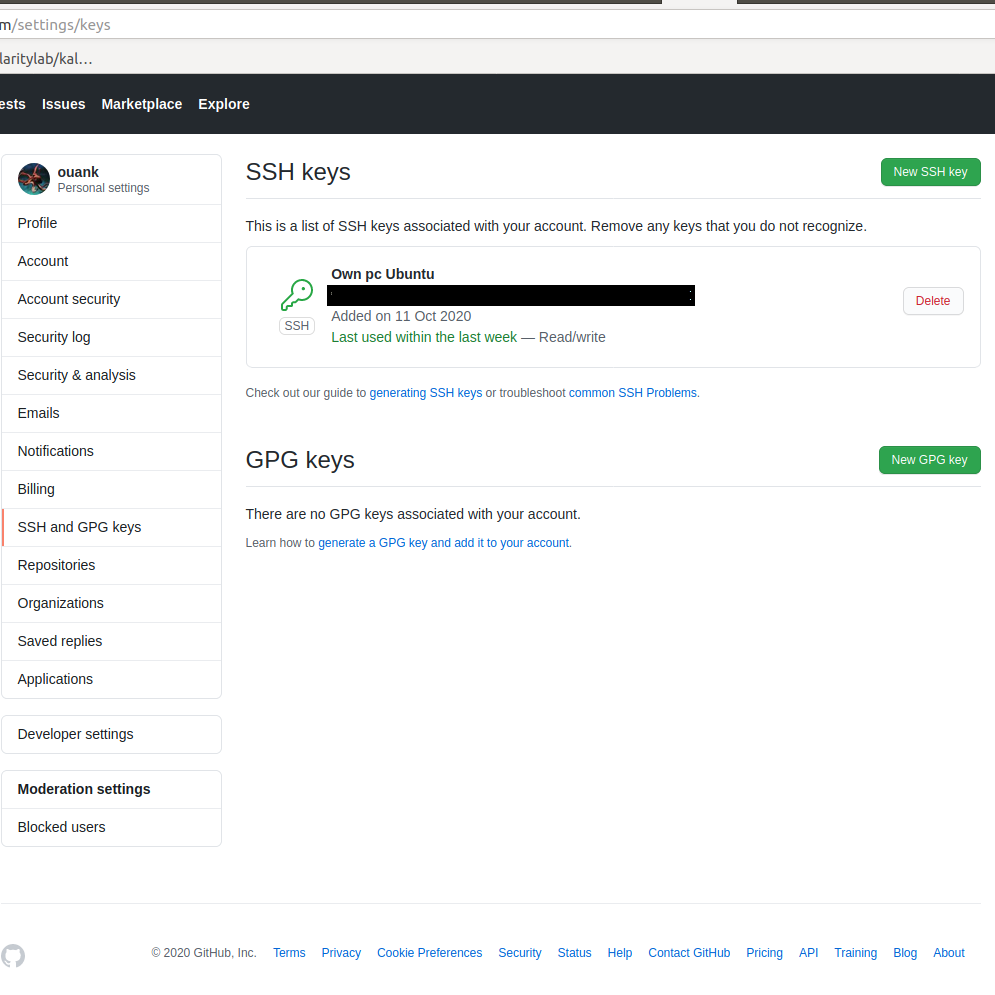 m/settings/keys
laritylab/kal...
ests Issues Marketplace Explore
ouank
Personal settings
Profile
Account
Account security
Security log
Security & analysis
Emails
Notifications
Billing
SSH and GPG keys
Repositories
Organizations
Saved replies
Applications
Developer settings
Moderation settings
Blocked users
SSH keys
New SSH key
This is a list of SSH keys associated with your account. Remove any keys that you do not recognize.
Own pc Ubuntu
SSH
Added on 11 Oct 2020
Last used within the last week — Read/write
Delete
Check out our guide to generating SSH keys or troubleshoot common SSH Problems.
GPG keys
New GPG key
There are no GPG keys associated with your account.
Learn how to generate a GPG key and add it to your account.
© 2020 GitHub, Inc. Terms Privacy Cookie Preferences Security Status Help Contact GitHub Pricing API Training Blog About